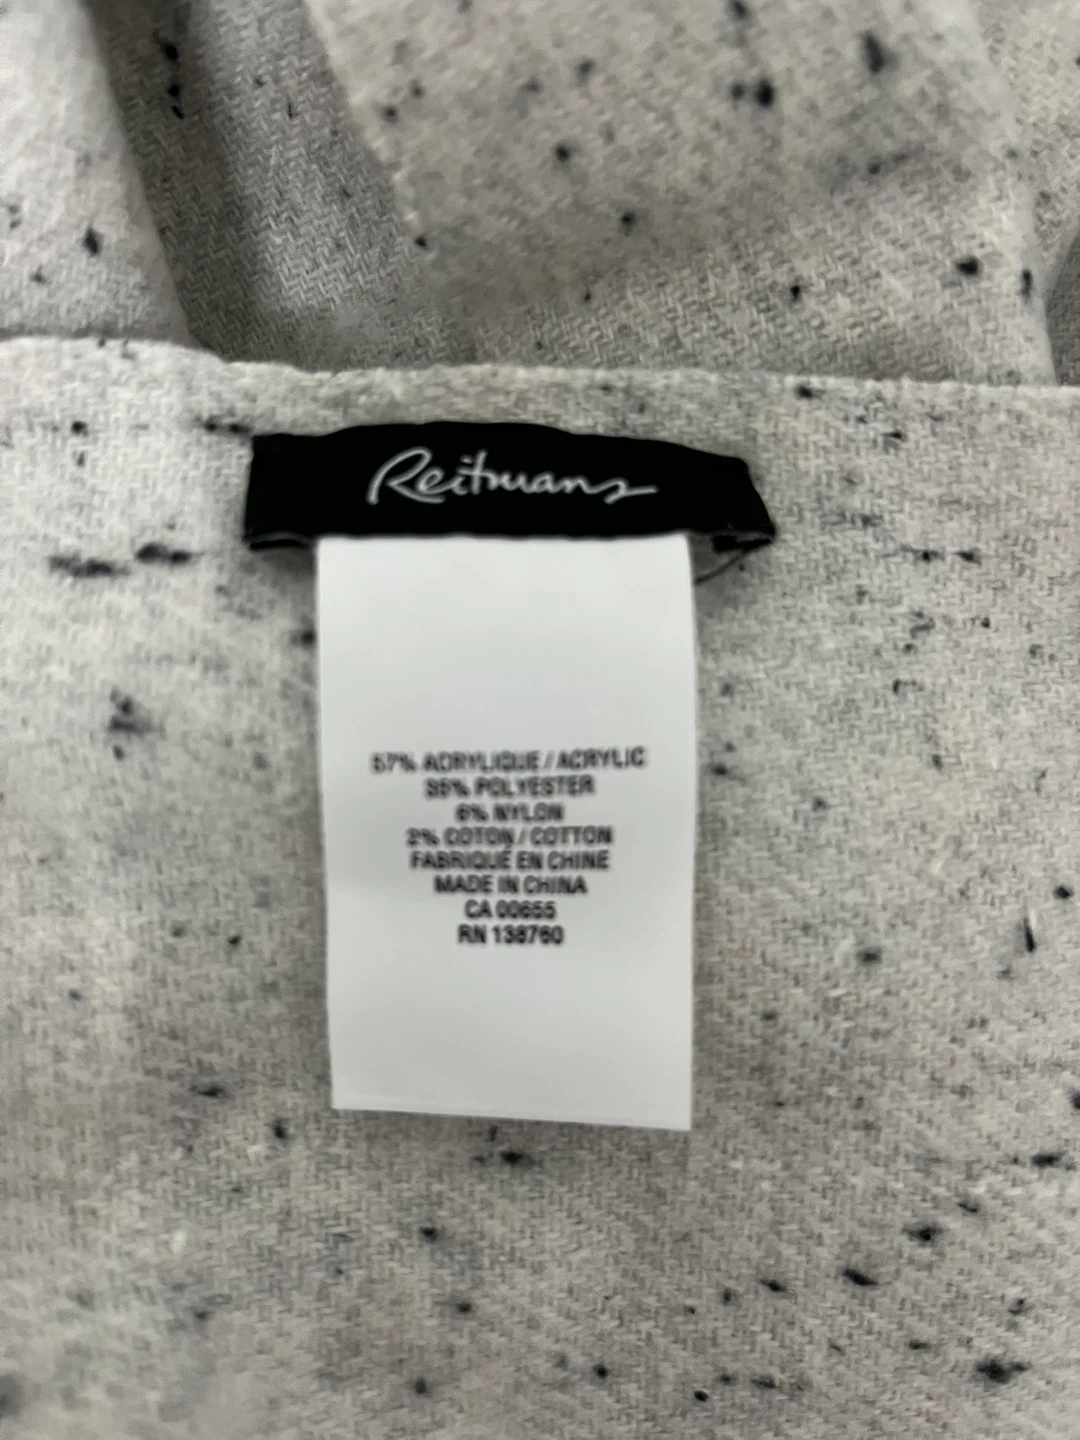 Reitmans
57% ACRYLIQUE / ACRYLIC
35% POLYESTER
6% NYLON
2% COTON / COTTON
FABRIQUÉ EN CHINE
MADE IN CHINA
CA 00655
RN 138760